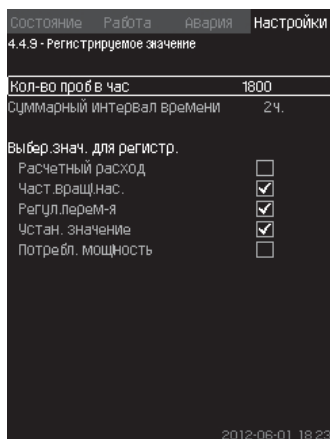 Состояние Работа Авария Настройки
4.4.9 - Регистрируемое значение
Кол-во проб в час 1800
Суммарный интервал времени 2ч.
Выбер.знач. для регистр.
Расчетный расход
Част.вращ.нас.
Регул.перем-я
Устан. значение
Потребл. мощность
2012-06-01 18:23